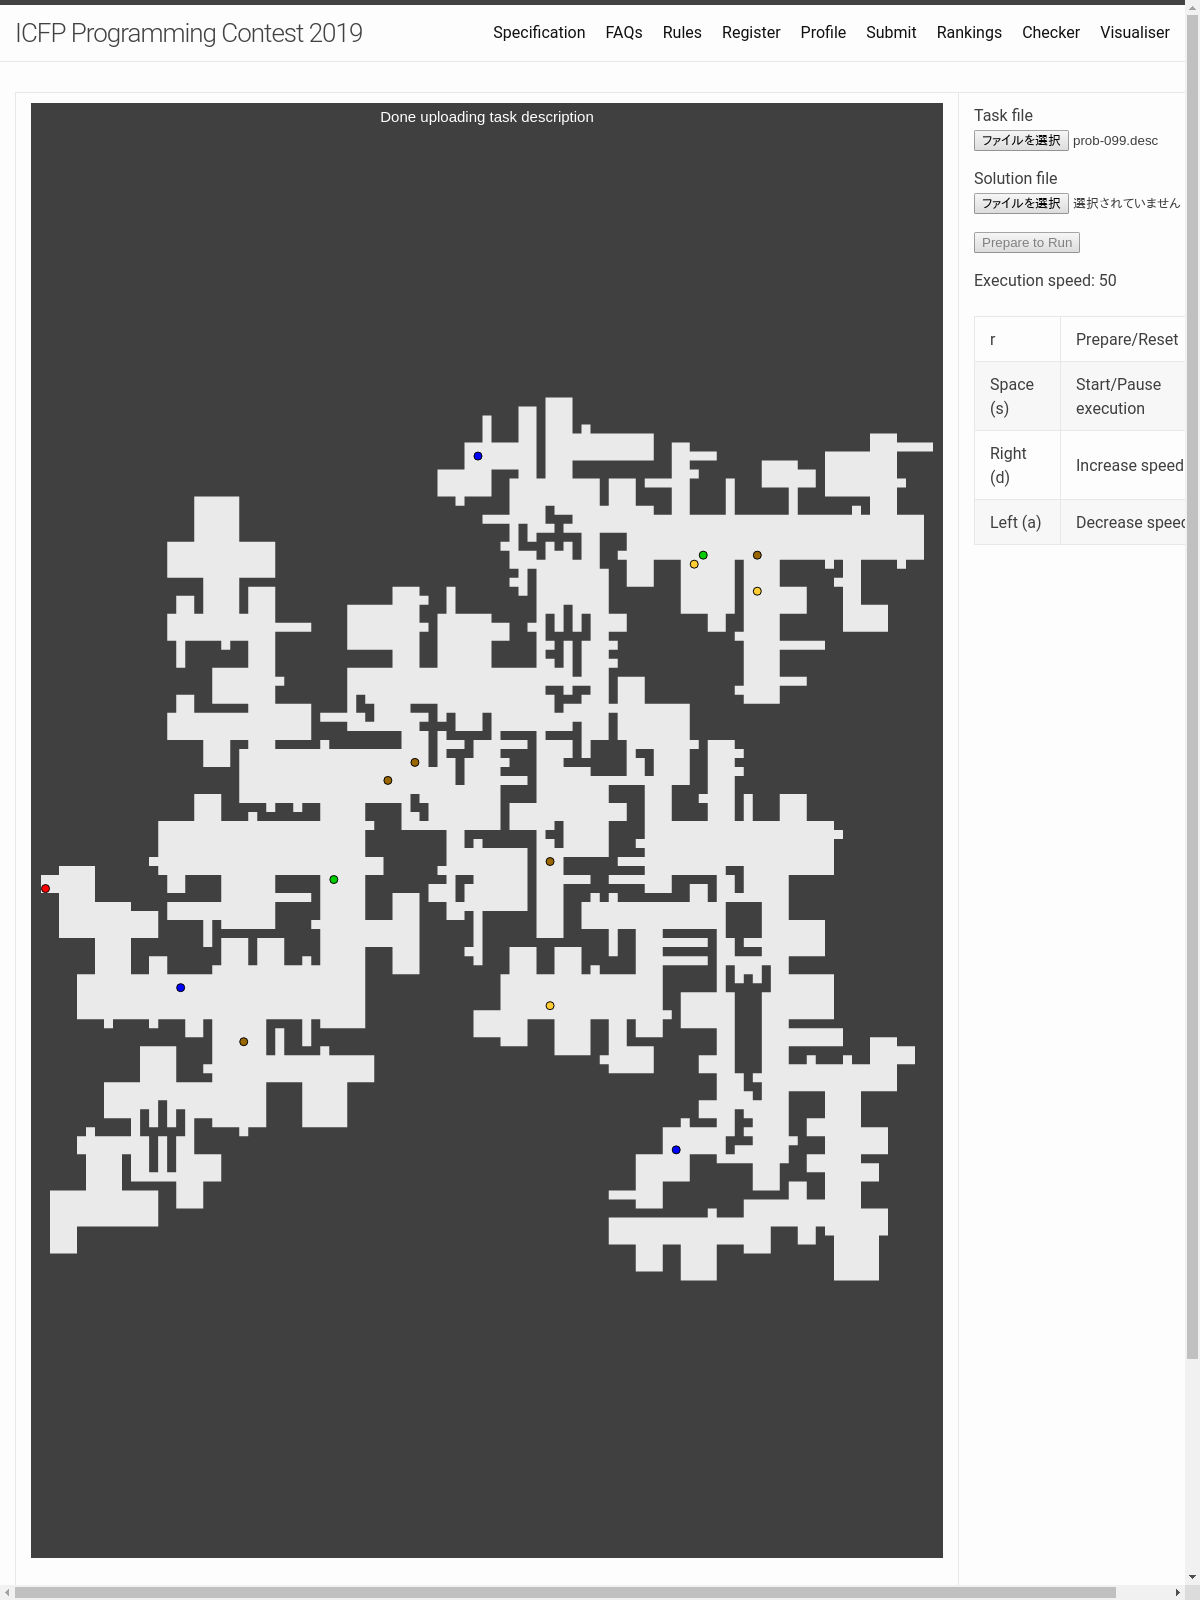 ICFP Programming Contest 2019
Specification FAQs Rules Register Profile Submit Rankings Checker Visualiser
Done uploading task description
Task file
ファイルを選択 prob-099.desc
Solution file
ファイルを選択 選択されていません
Prepare to Run
Execution speed: 50
r Prepare/Reset
Space Start/Pause
(s) execution
Right Increase speed
(d)
Left (a) Decrease speed